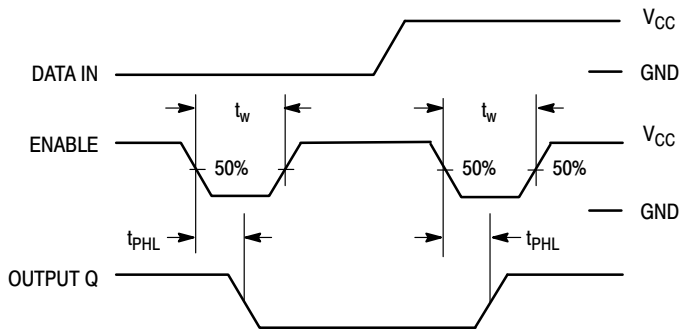 V_CC
DATA IN
GND
t_w
t_w
ENABLE
V_CC
50%
50%
50%
GND
t_PHL
t_PHL
OUTPUT Q